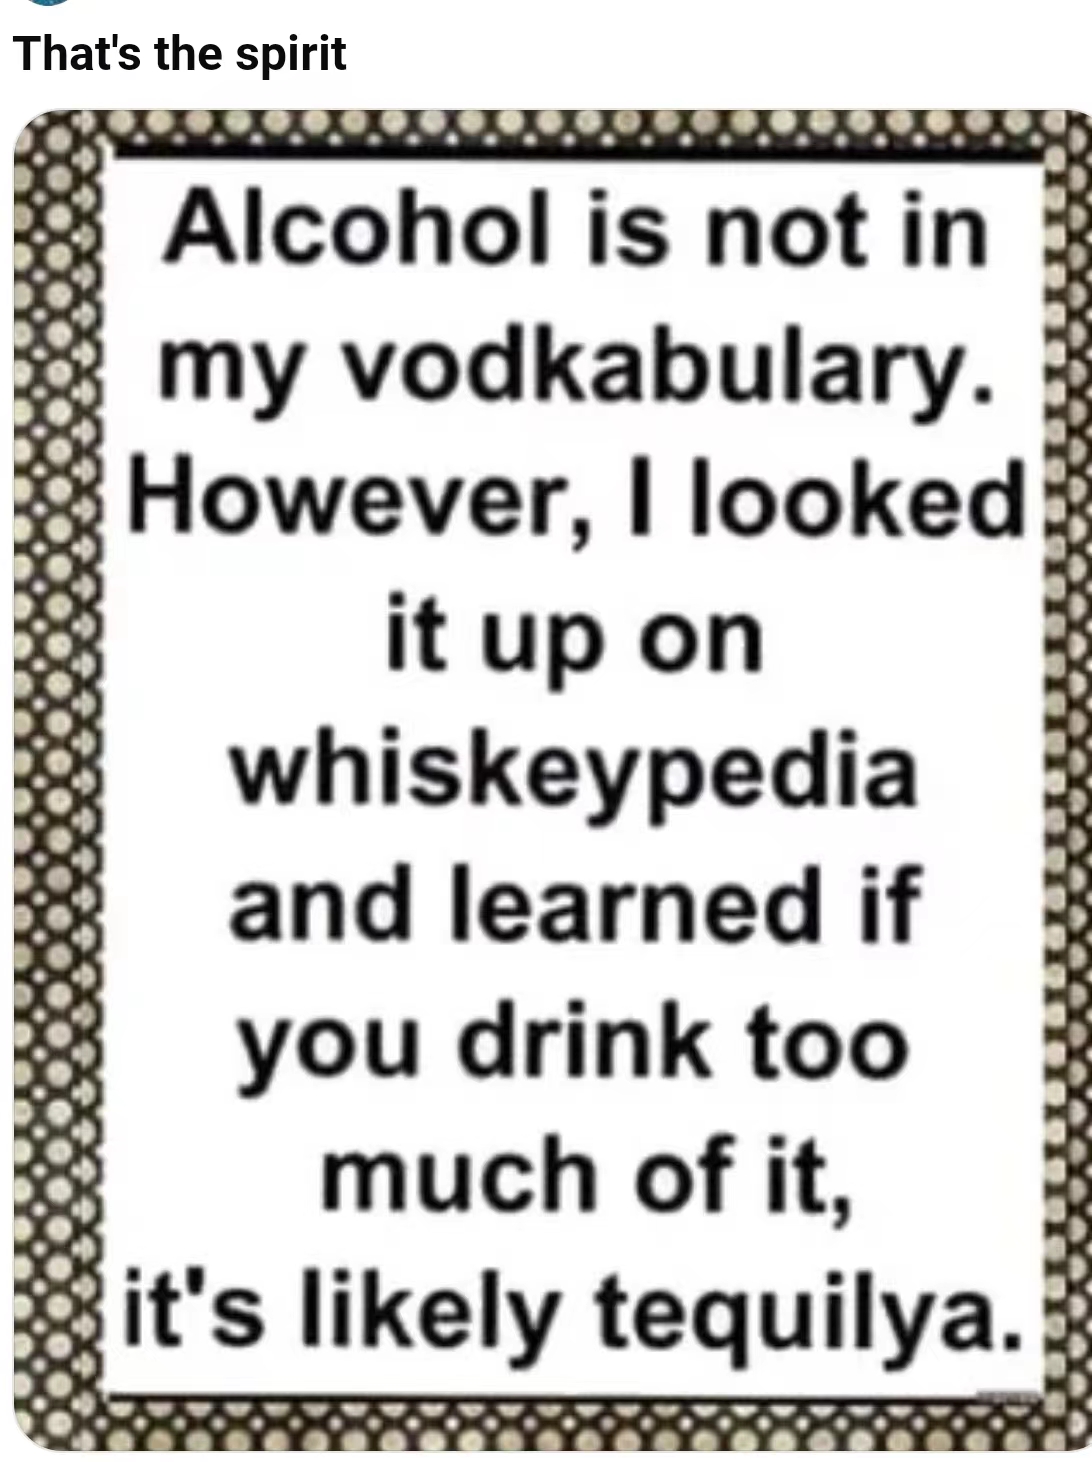 That's the spirit
Alcohol is not in
my vodkabulary.
However, I looked
it up on
whiskeypedia
and learned if
you drink too
much of it,
it's likely tequilya.